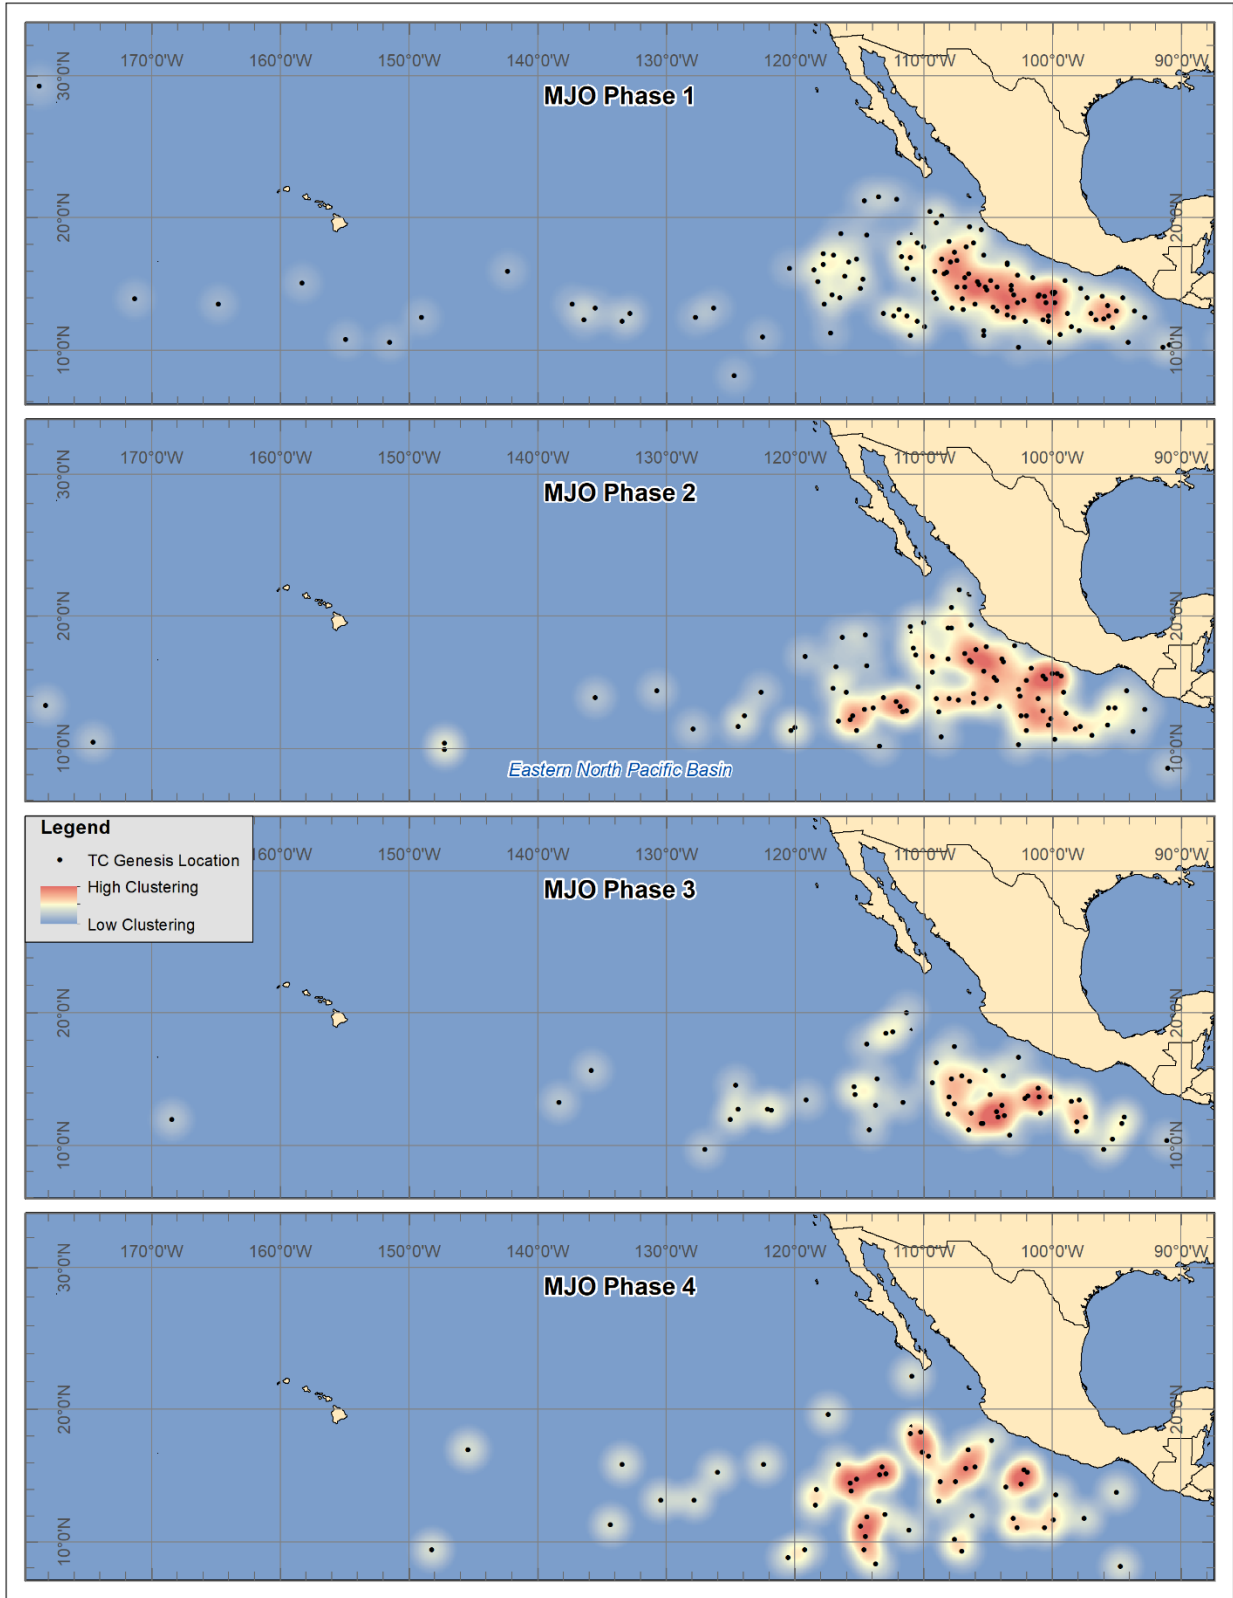 170°0'W 160°0'W 150°0'W 140°0'W 130°0'W 120°0'W 110°0'W 100°0'W 90°0'W
30°0'N
MJO Phase 1
20°0'N 20°0'N
10°0'N 10°0'N
170°0'W 160°0'W 150°0'W 140°0'W 130°0'W 120°0'W 110°0'W 100°0'W 90°0'W
30°0'N
MJO Phase 2
20°0'N 20°0'N
10°0'N 10°0'N
Eastern North Pacific Basin
Legend
TC Genesis Location
High Clustering
Low Clustering
160°0'W 150°0'W 140°0'W 130°0'W 120°0'W 110°0'W 100°0'W 90°0'W
MJO Phase 3
20°0'N 20°0'N
10°0'N 10°0'N
170°0'W 160°0'W 150°0'W 140°0'W 130°0'W 120°0'W 110°0'W 100°0'W 90°0'W
30°0'N
MJO Phase 4
20°0'N 20°0'N
10°0'N 10°0'N